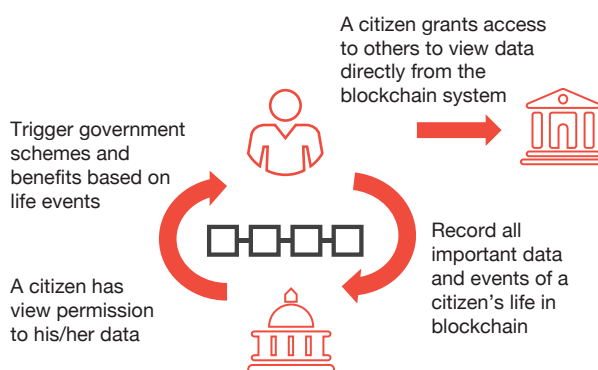 A citizen grants access
to others to view data
directly from the
blockchain system
Trigger government
schemes and
benefits based on
life events
Record all
important data
and events of a
citizen’s life in
blockchain
A citizen has
view permission
to his/her data